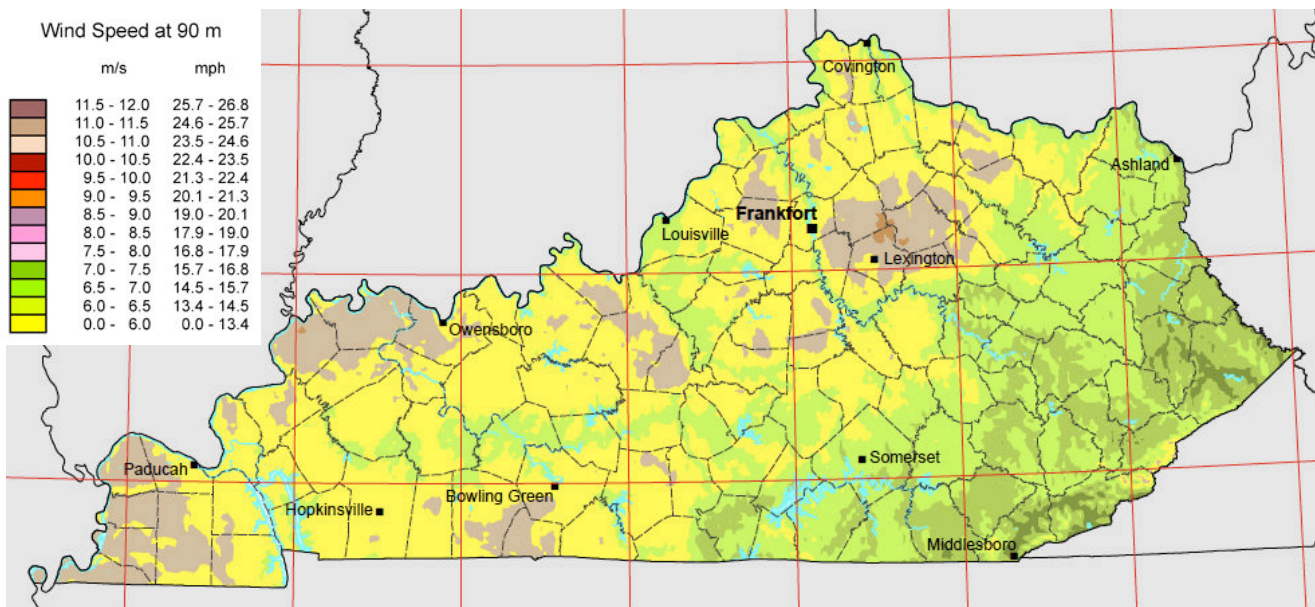 Wind Speed at 90 m
m/s mph
11.5 - 12.0 25.7 - 26.8
11.0 - 11.5 24.6 - 25.7
10.5 - 11.0 23.5 - 24.6
10.0 - 10.5 22.4 - 23.5
9.5 - 10.0 21.3 - 22.4
9.0 - 9.5 20.1 - 21.3
8.5 - 9.0 19.0 - 20.1
8.0 - 8.5 17.9 - 19.0
7.5 - 8.0 16.8 - 17.9
7.0 - 7.5 15.7 - 16.8
6.5 - 7.0 14.5 - 15.7
6.0 - 6.5 13.4 - 14.5
0.0 - 6.0 0.0 - 13.4
Covington
Ashland
Frankfort
Louisville
Lexington
Owensboro
Somerset
Paducah
Bowling Green
Hopkinsville
Middlesboro